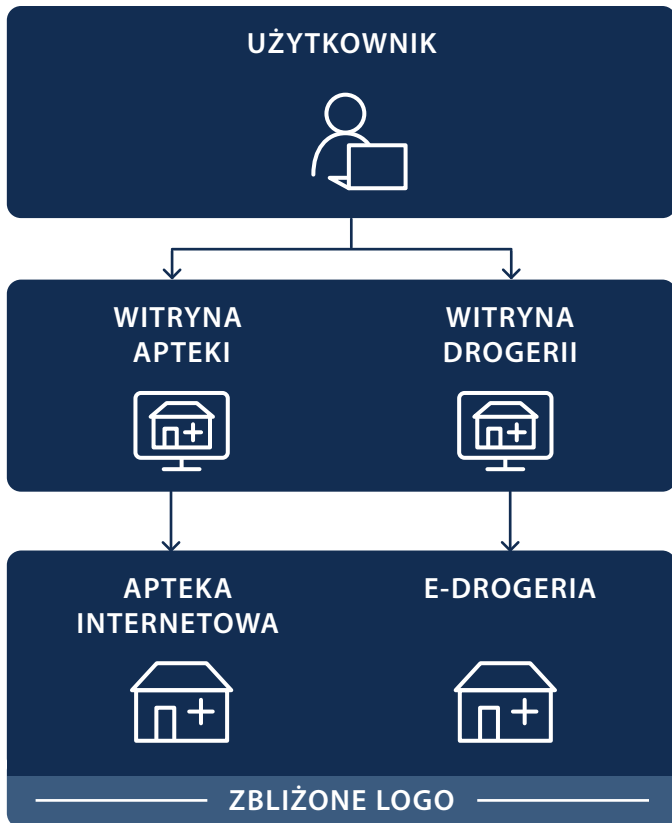 UŻYTKOWNIK
WITRYNA
APTEKI
WITRYNA
DROGERII
APTEKA
INTERNETOWA
E-DROGERIA
ZBLIŻONE LOGO